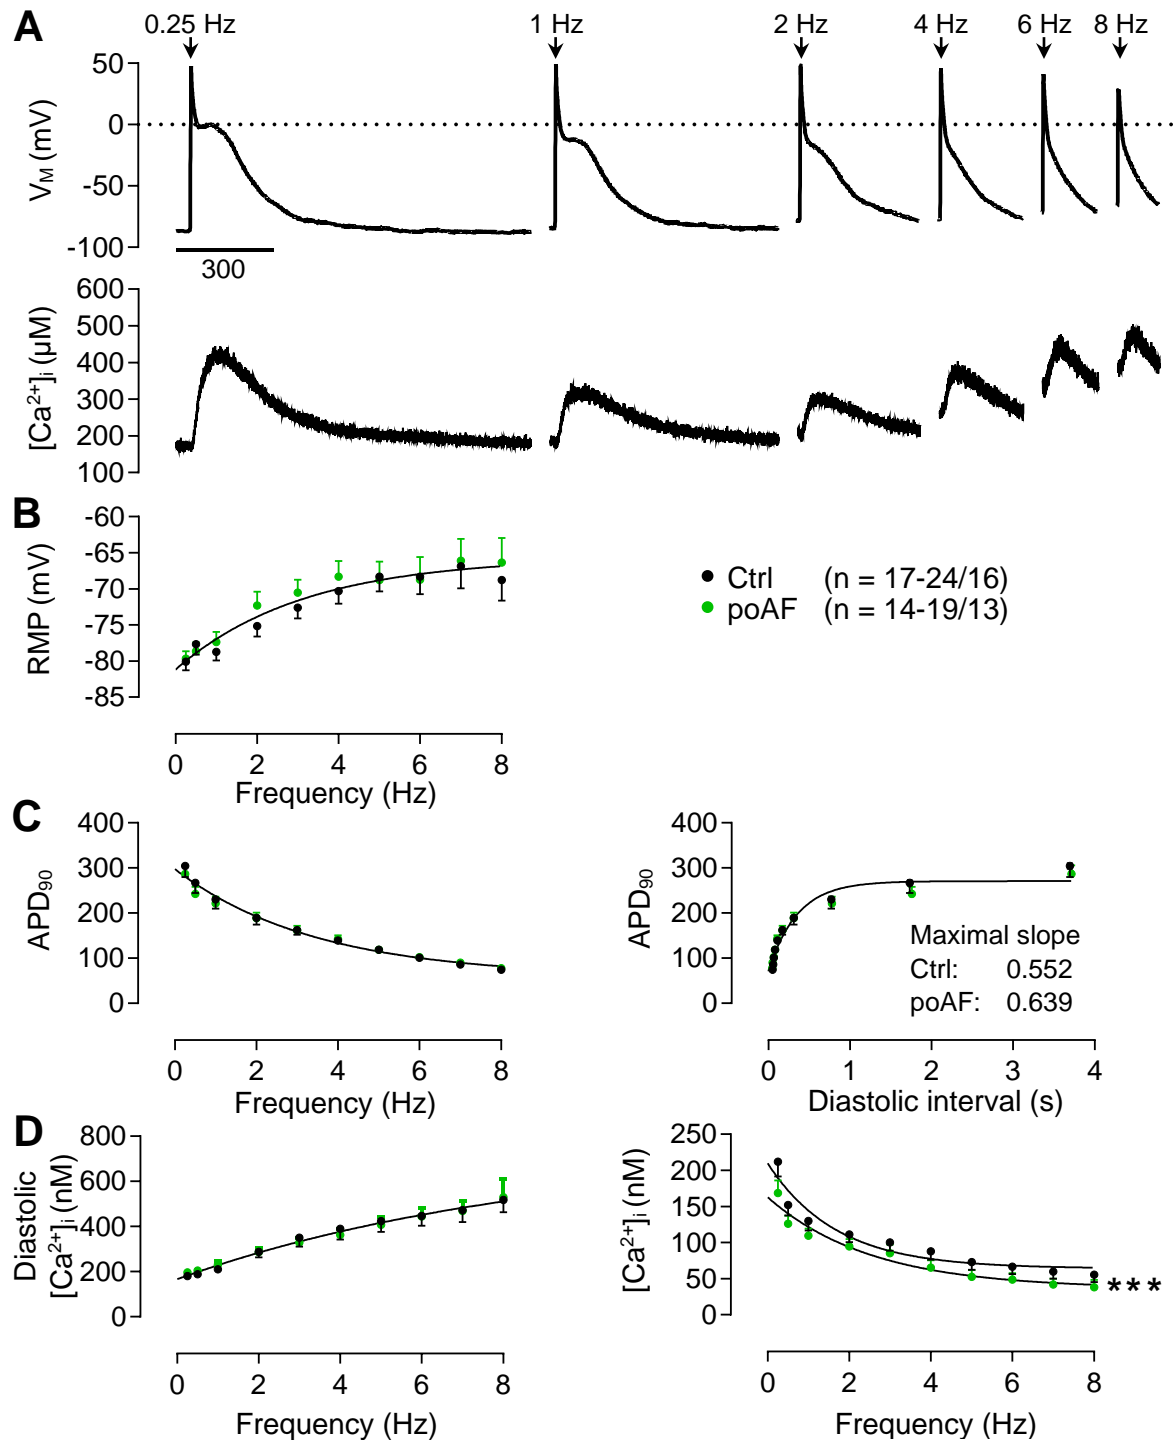 A
0.25 Hz 1 Hz 2 Hz 4 Hz 6 Hz 8 Hz
50
0
-50
-100
V_M (mV)
300
600
500
400
300
200
100
[Ca²⁺]ᵢ (µM)
B
-60
-65
-70
-75
-80
-85
RMP (mV)
0 2 4 6 8
Frequency (Hz)
Ctrl (n = 17-24/16)
poAF (n = 14-19/13)
C
400
300
200
100
0
APD₉₀
0 2 4 6 8
Frequency (Hz)
400
300
200
100
0
APD₉₀
Maximal slope
Ctrl: 0.552
poAF: 0.639
0 1 2 3 4
Diastolic interval (s)
D
800
600
400
200
0
Diastolic
[Ca²⁺]ᵢ (nM)
0 2 4 6 8
Frequency (Hz)
250
200
150
100
50
0
[Ca²⁺]ᵢ (nM)
***
0 2 4 6 8
Frequency (Hz)